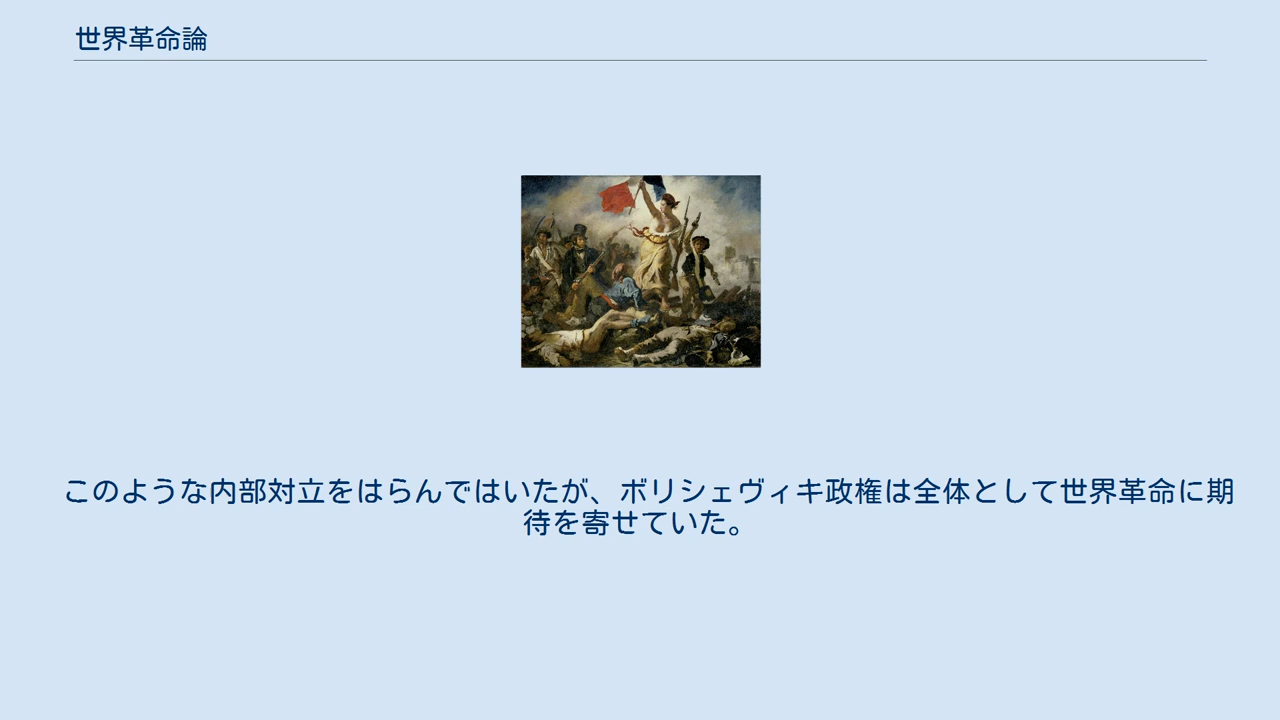 世界革命論
このような内部対立をはらんではいたが、ボリシェヴィキ政権は全体として世界革命に期
待を寄せていた。